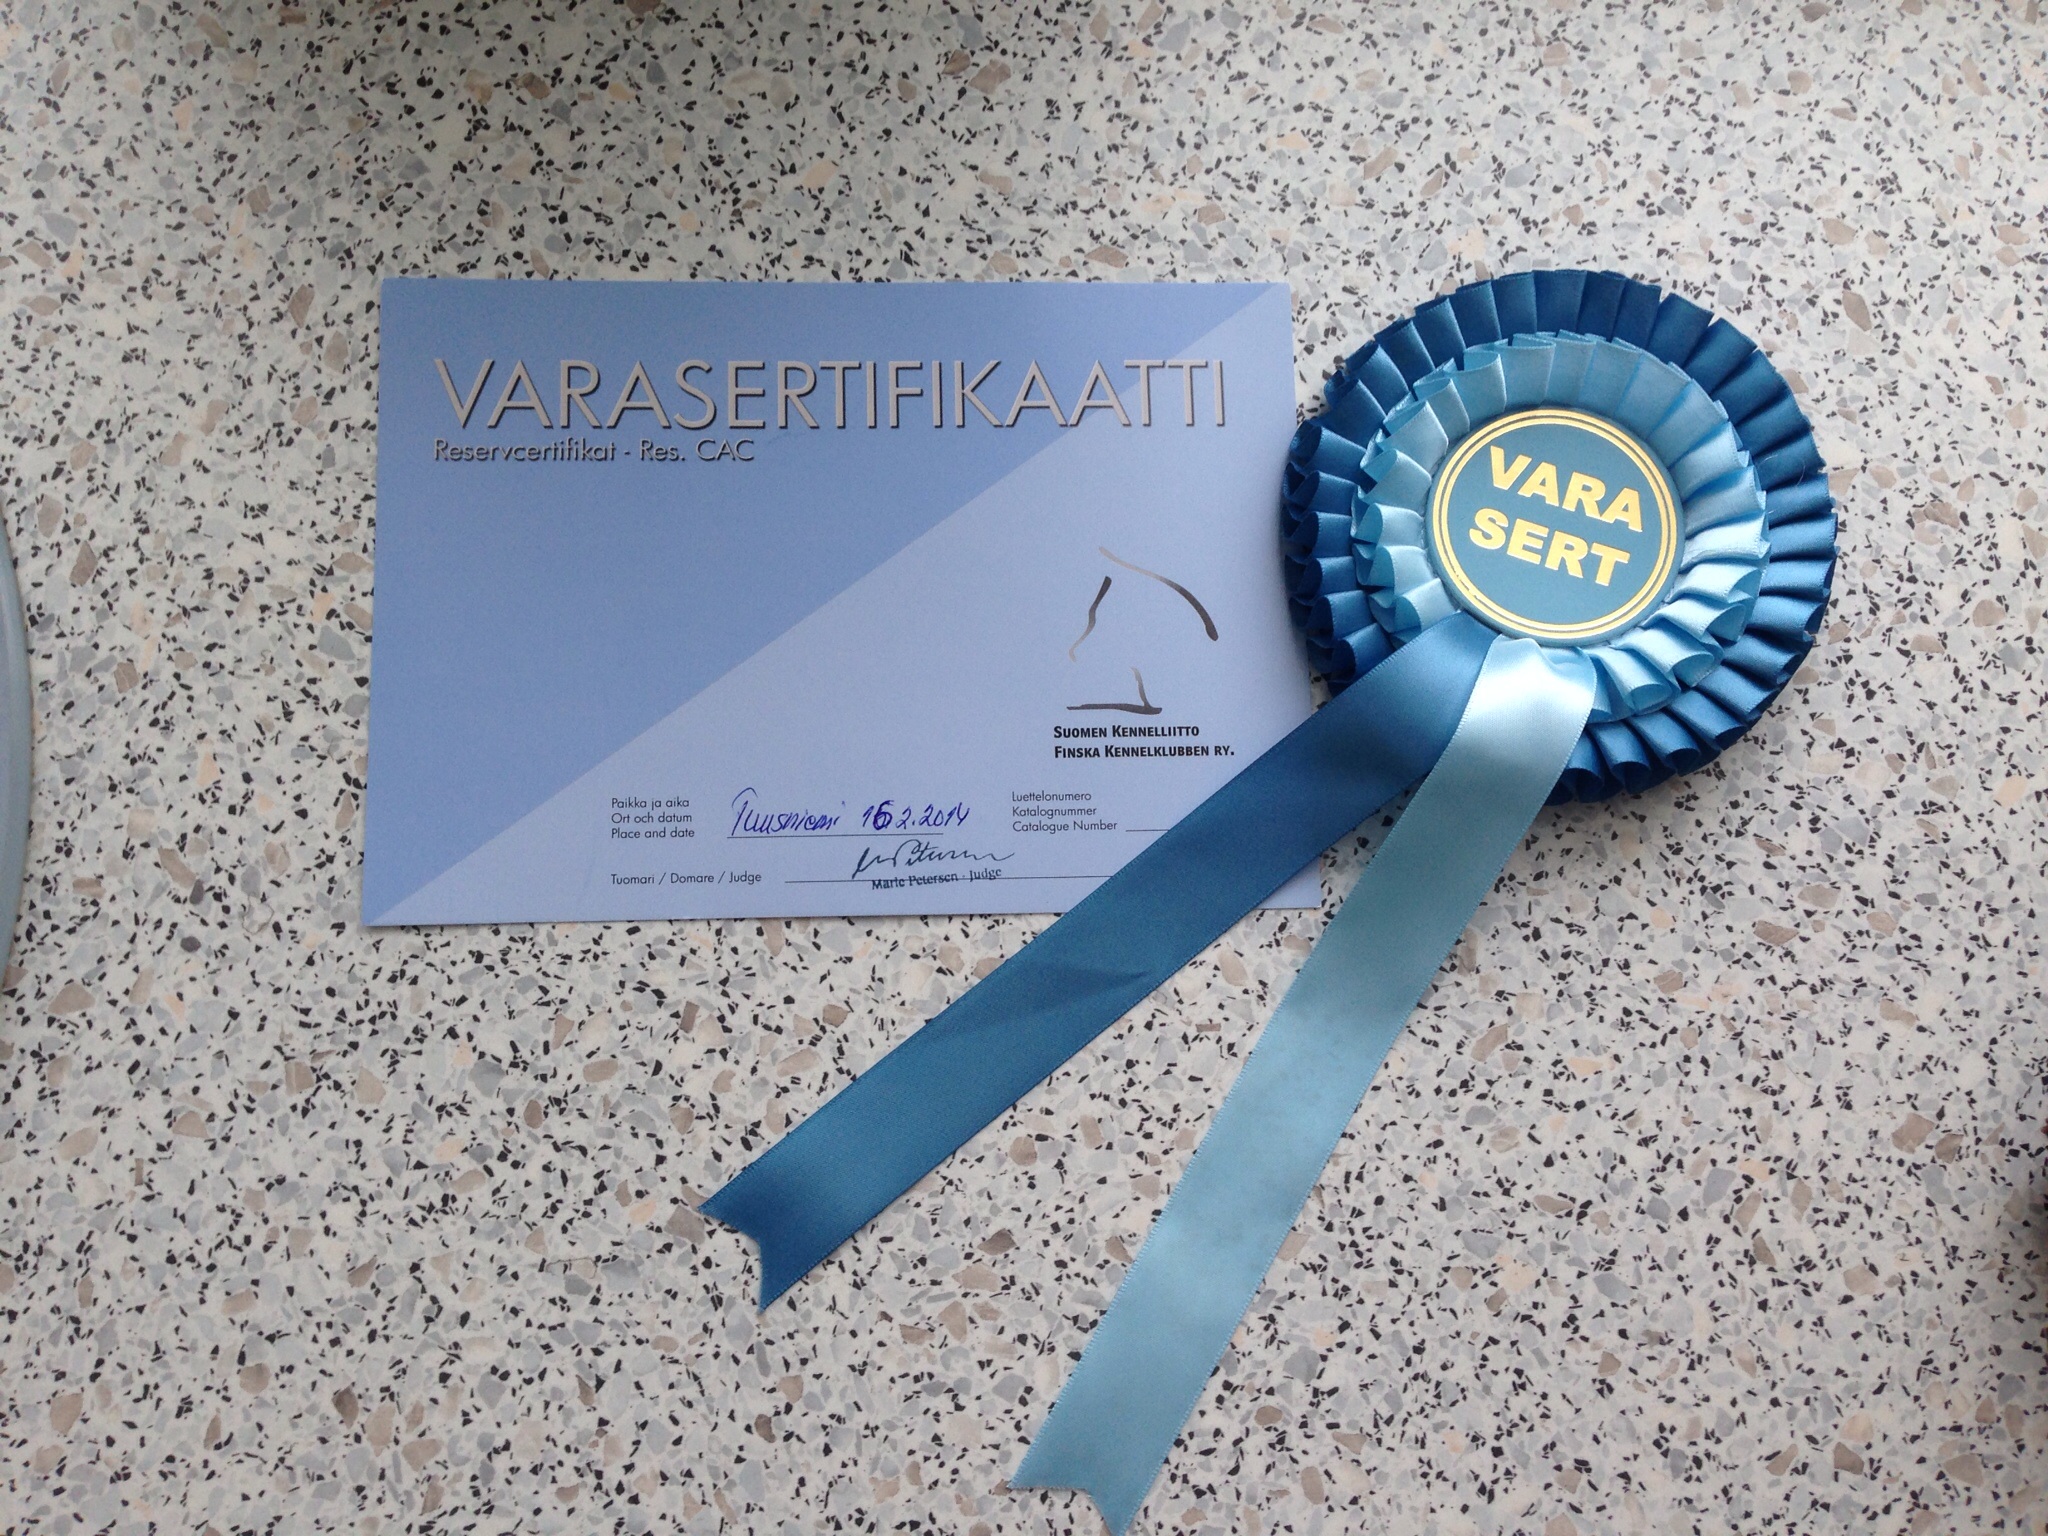 VARASERTIFIKAATTI
Reservcertifikat - Res. CAC
VARA
SERT
SUOMEN KENNELLIITTO
FINSKA KENNELKLUBBEN RY.
Paikka ja aika
Ort och datum
Place and date
Tuusniemi 16.2.2014
Luettelonumero
Katalognummer
Catalogue Number
Tuomari / Domare / Judge
Marie Petersen - Judge